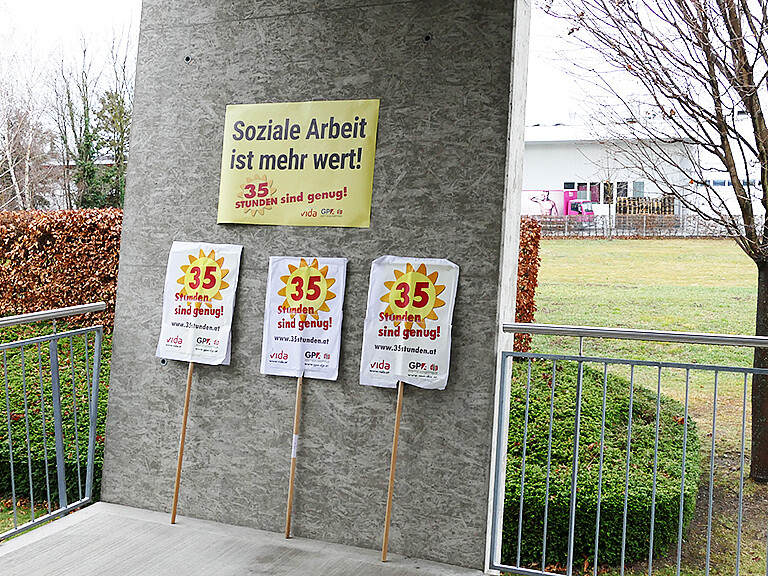 Soziale Arbeit
ist mehr wert!
35
STUNDEN sind genug!
vida GPF
35
Stunden
sind genug!
www.35stunden.at
vida GPF
35
Stunden
sind genug!
www.35stunden.at
vida GPF
35
Stunden
sind genug!
www.35stunden.at
vida GPF